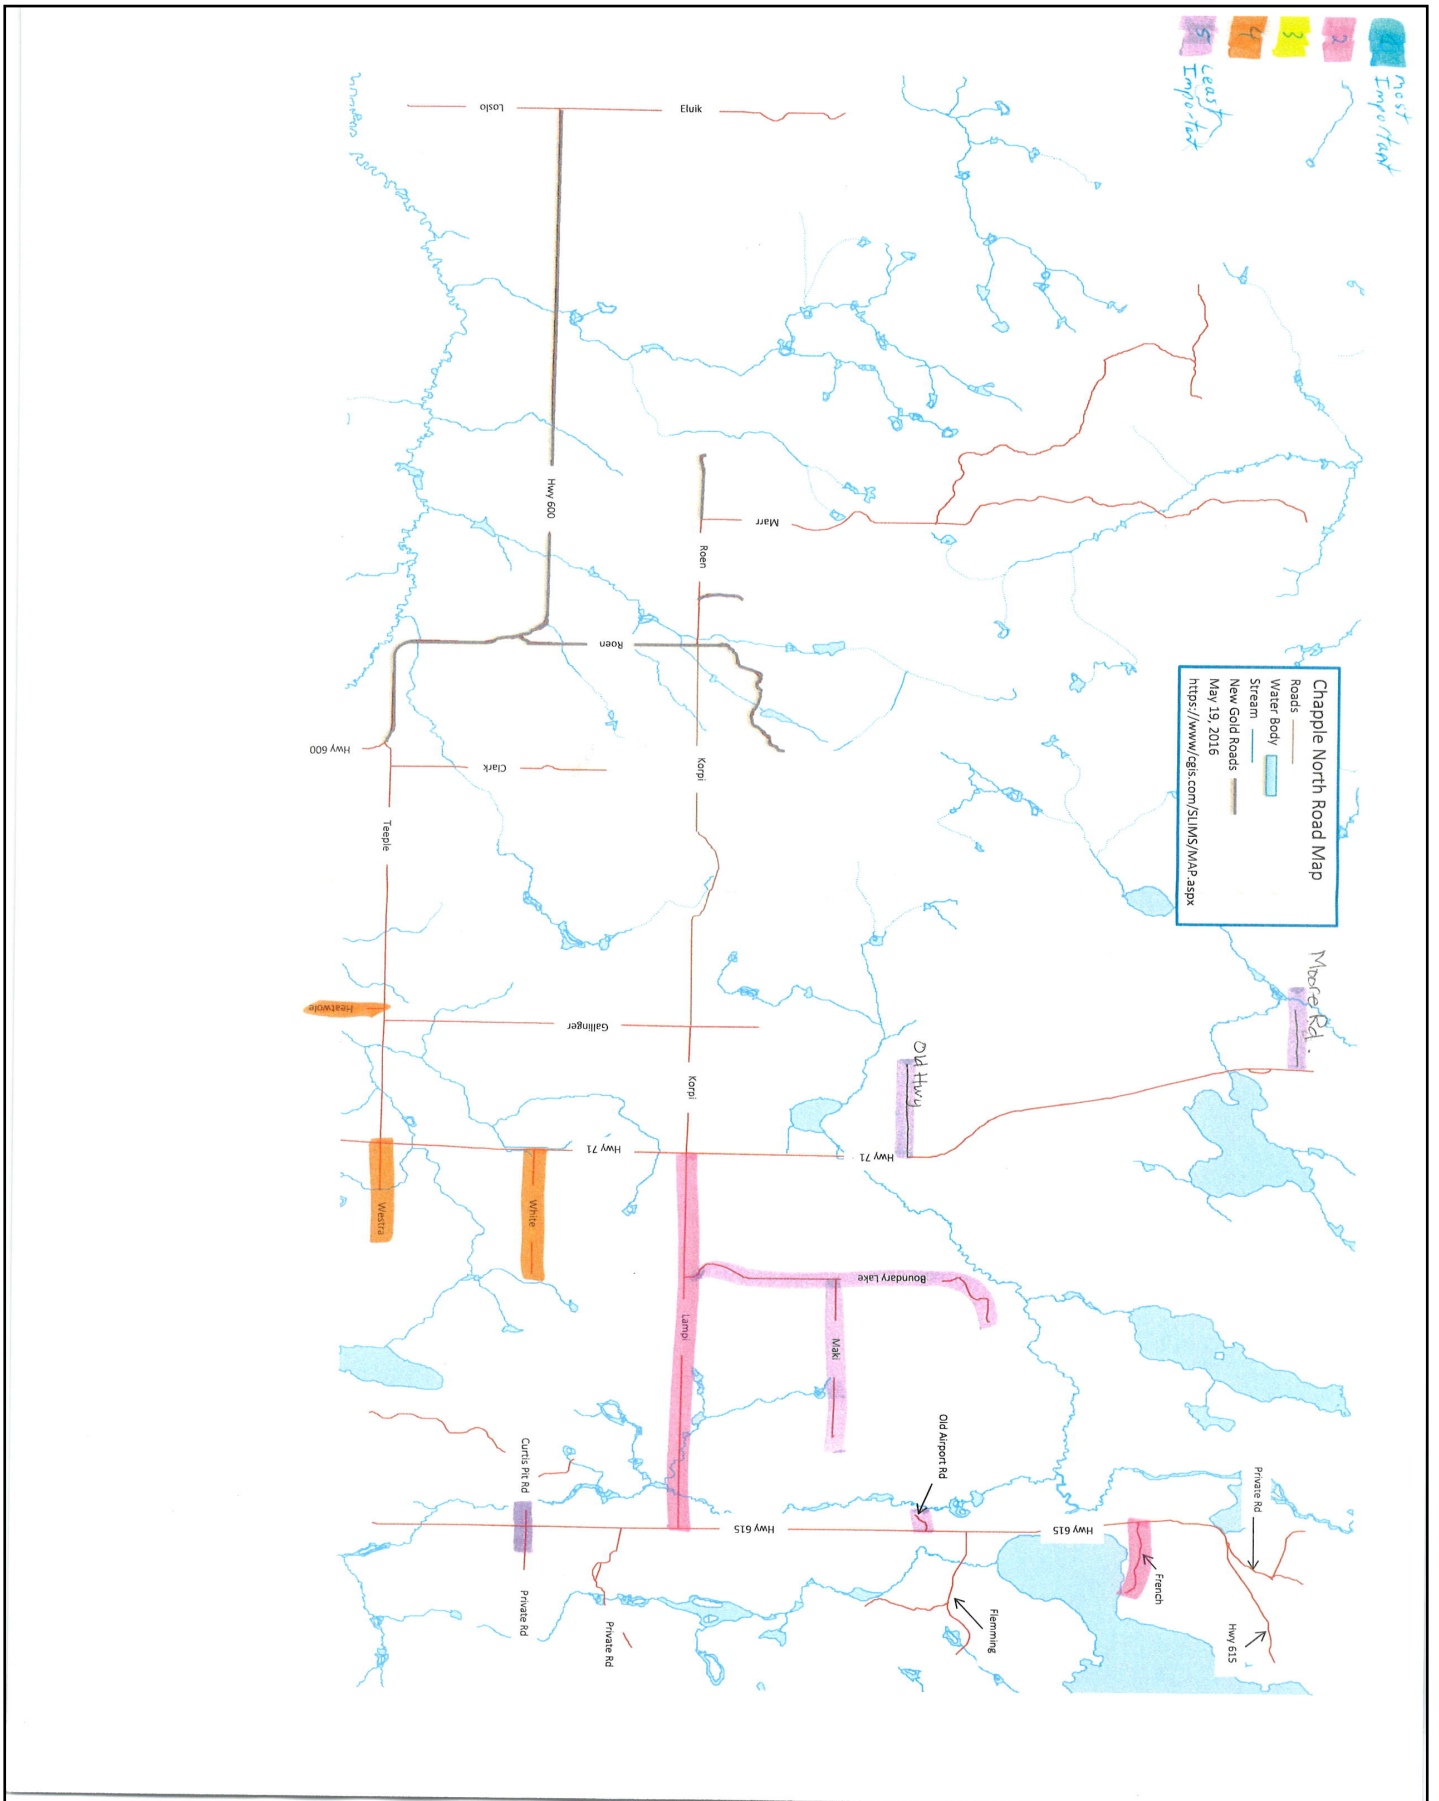 most
Important
2
3
4
5
Least
Important
Chapple North Road Map
Roads
Water Body
Stream
New Gold Roads
May 19, 2016
https://www/cgis.com/SLIMS/MAP.aspx
Moore Rd.
Old Hwy
Loslo
Eluik
Hwy 600
Marr
Roen
Roen
Hwy 600
Clark
Korpi
Teeple
Heatwole
Gallinger
Korpi
Hwy 71
Hwy 71
Westra
White
Lampi
Boundary Lake
Maki
Old Airport Rd
Curtis Pit Rd
Private Rd
Hwy 615
Hwy 615
French
Flemming
Hwy 615
Private Rd
Private Rd